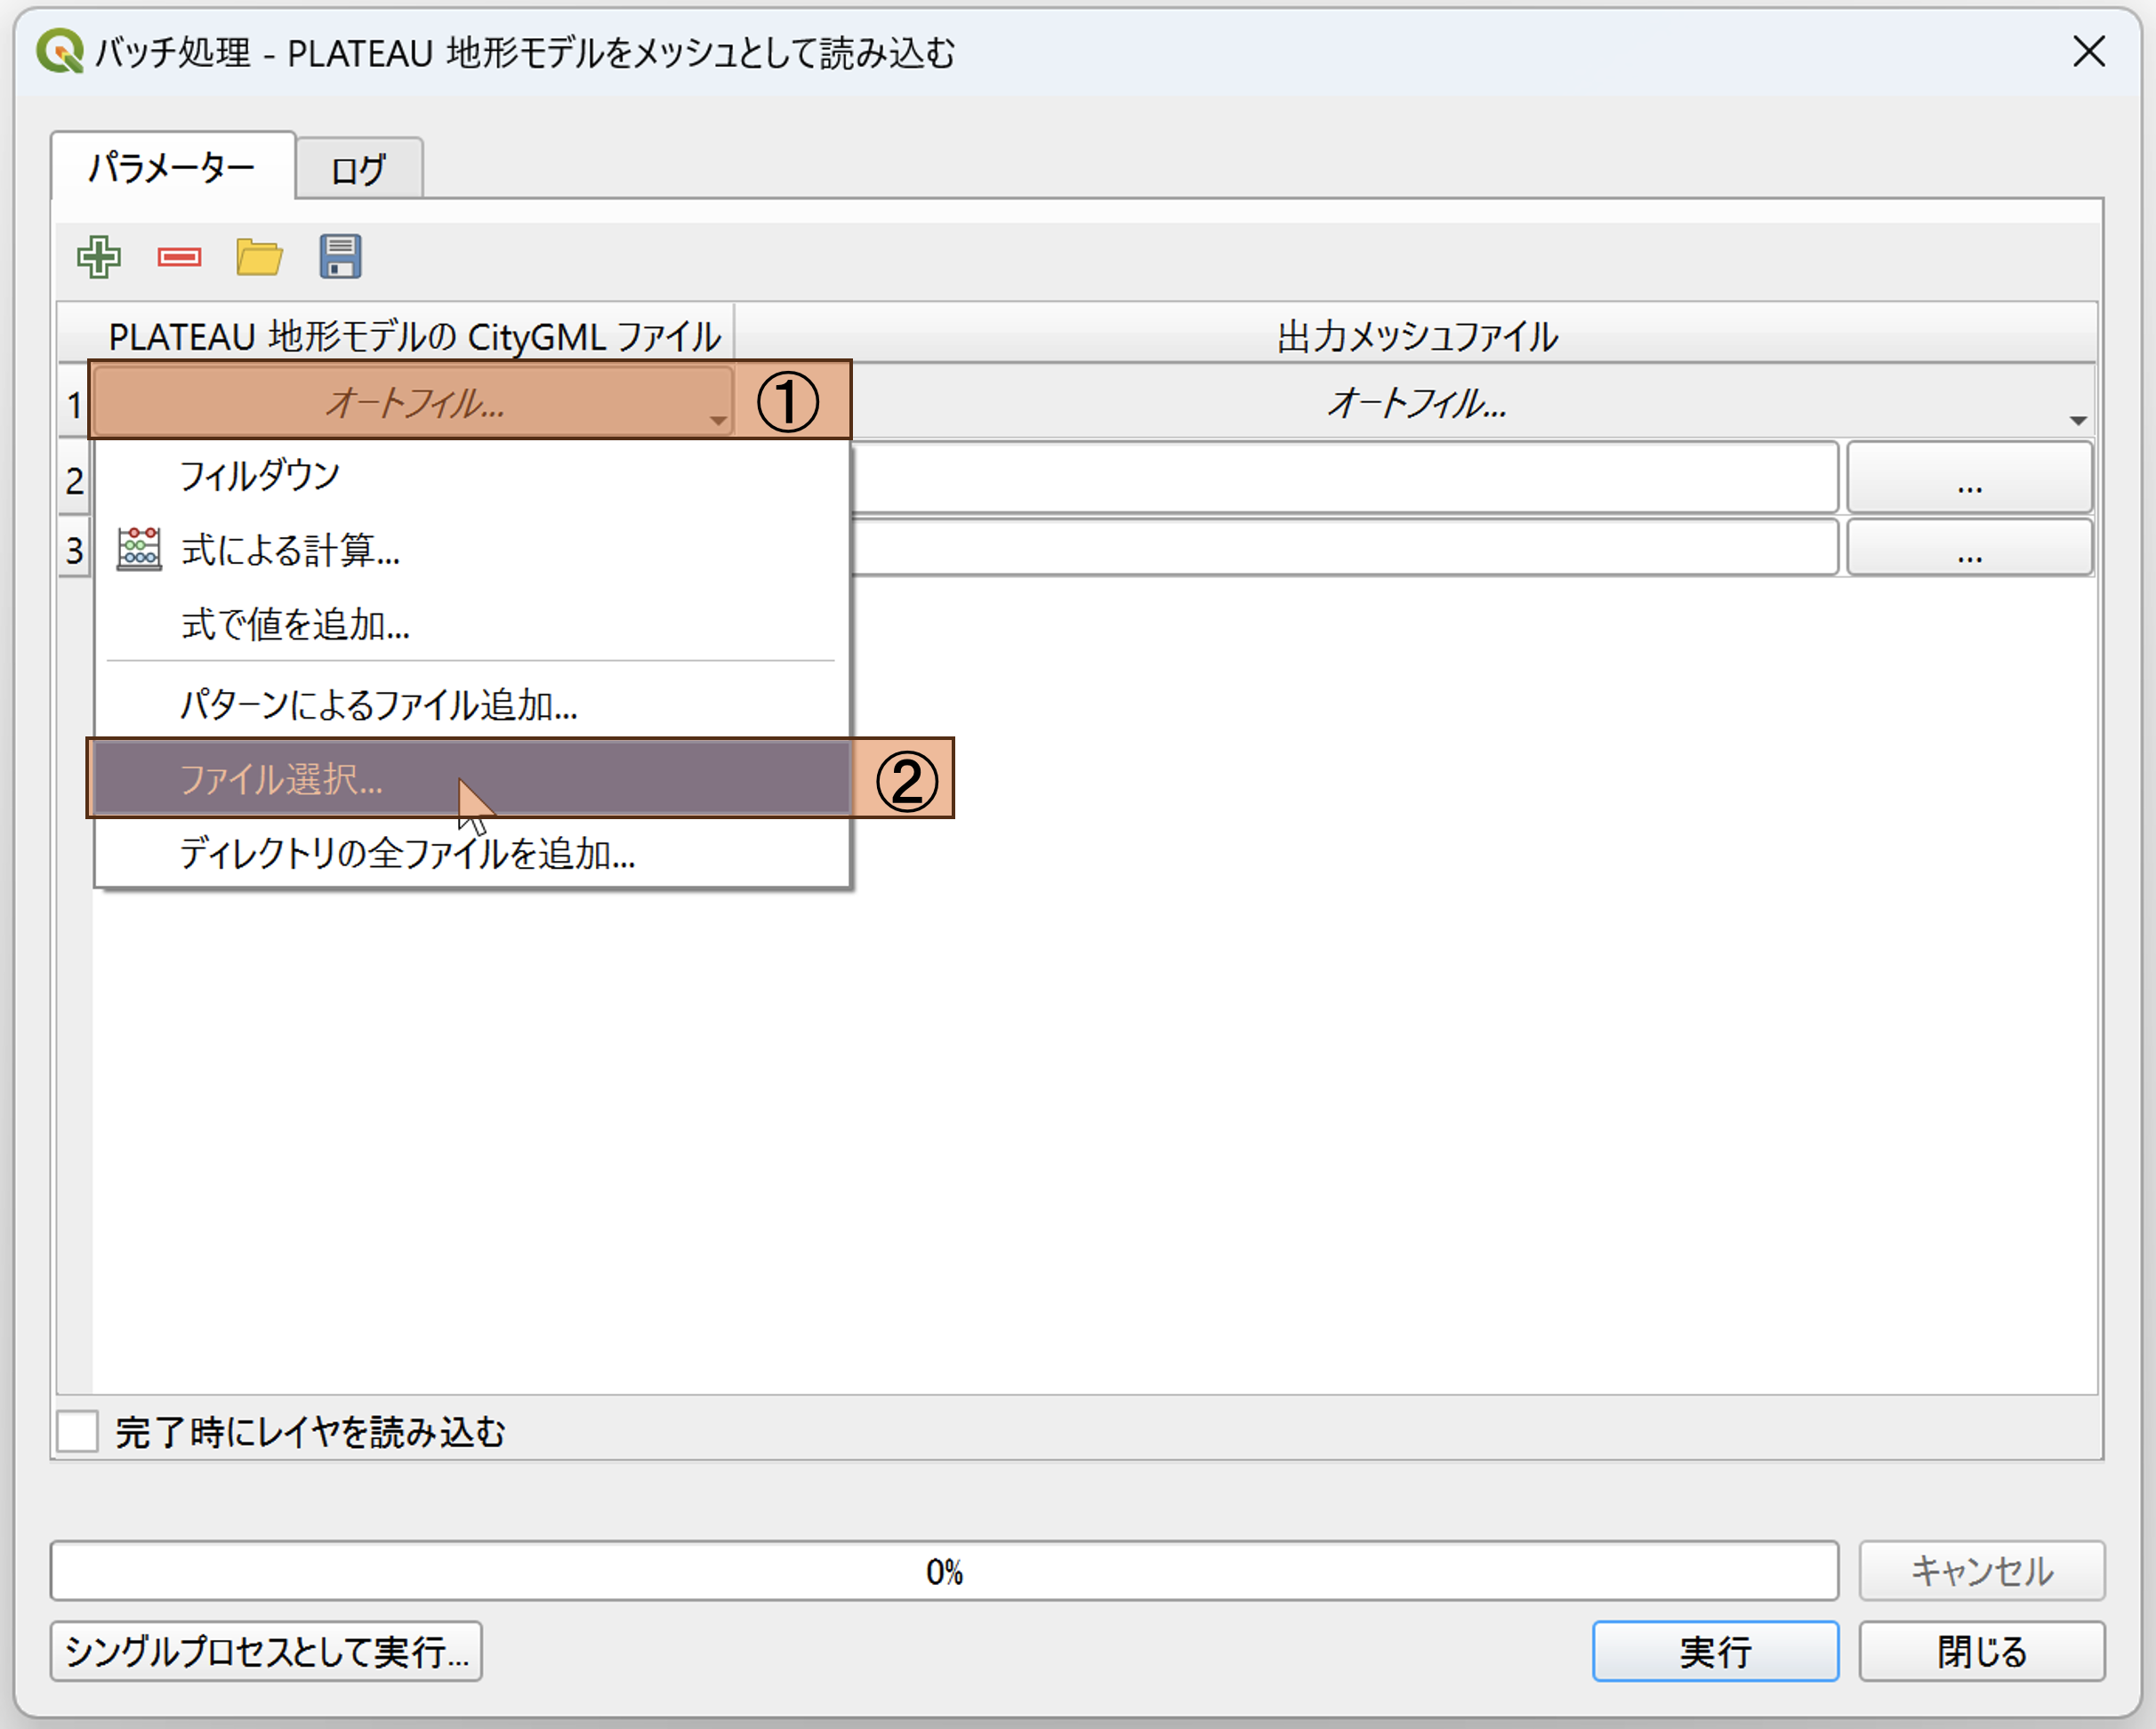 バッチ処理 - PLATEAU 地形モデルをメッシュとして読み込む
パラメーター
ログ
PLATEAU 地形モデルの CityGML ファイル
出力メッシュファイル
1
オートフィル...
①
オートフィル...
2
フィルダウン
...
3
式による計算...
...
式で値を追加...
パターンによるファイル追加...
ファイル選択...
②
ディレクトリの全ファイルを追加...
完了時にレイヤを読み込む
0%
キャンセル
シングルプロセスとして実行...
実行
閉じる